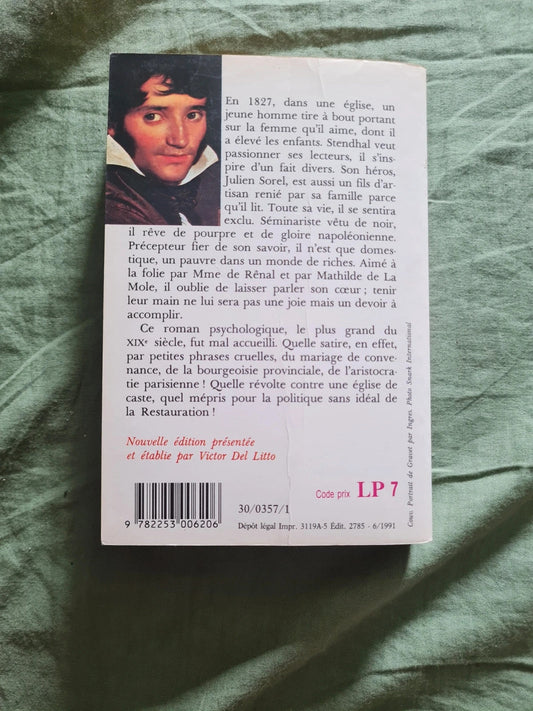 En 1827, dans une église, un
jeune homme tire à bout portant
sur la femme qu'il aime, dont il
a élevé les enfants. Stendhal veut
passionner ses lecteurs, il s'ins-
pire d'un fait divers. Son héros,
Julien Sorel, est aussi un fils d'ar-
tisan renié par sa famille parce
qu'il lit. Toute sa vie, il se sentira
exclu. Séminariste vêtu de noir,
il rêve de pourpre et de gloire napoléonienne.
Précepteur fier de son savoir, il n'est que domes-
tique, un pauvre dans un monde de riches. Aimé à
la folie par Mme de Rênal et par Mathilde de La
Mole, il oublie de laisser parler son cœur ; tenir
leur main ne lui sera pas une joie mais un devoir à
accomplir.
Ce roman psychologique, le plus grand du
XIXe siècle, fut mal accueilli. Quelle satire, en effet,
par petites phrases cruelles, du mariage de conve-
nance, de la bourgeoisie provinciale, de l'aristocra-
tie parisienne ! Quelle révolte contre une église de
caste, quel mépris pour la politique sans idéal de
la Restauration !
Nouvelle édition présentée
et établie par Victor Del Litto
30/0357/1
Code prix LP 7
9 782253 006206
Dépôt légal Impr. 3119A-5 Édit. 2785 - 6/1991
Couv. Portrait de Granet par Ingres. Photo Snark International